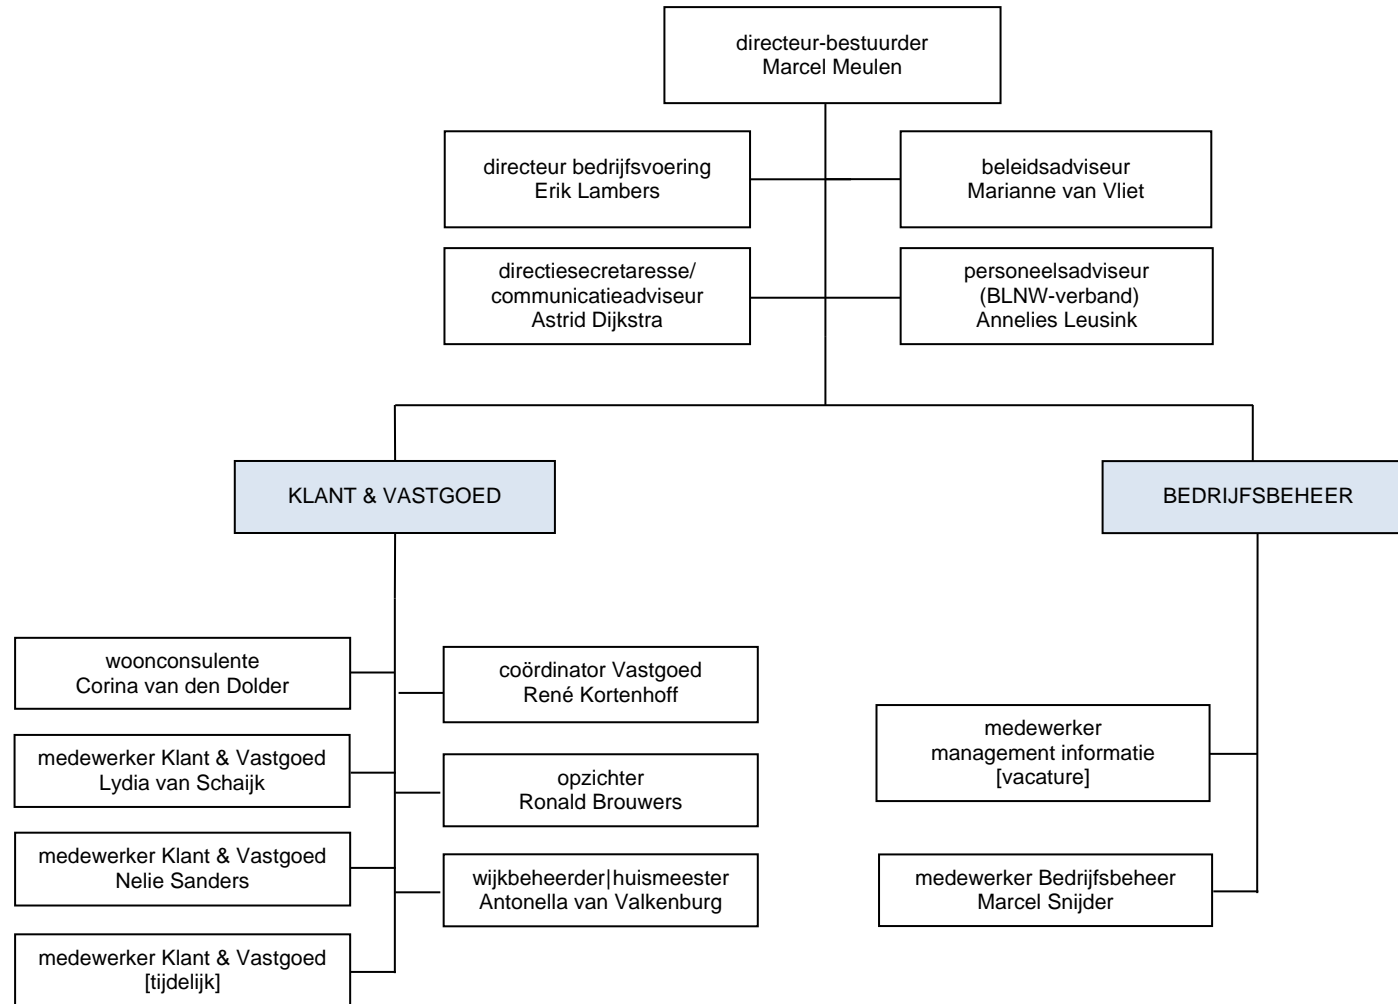 directeur-bestuurder
Marcel Meulen
directeur bedrijfsvoering
Erik Lambers
beleidsadviseur
Marianne van Vliet
directiesecretaresse/
communicatieadviseur
Astrid Dijkstra
personeelsadviseur
(BLNW-verband)
Annelies Leusink
KLANT & VASTGOED
BEDRIJFSBEHEER
woonconsulente
Corina van den Dolder
coördinator Vastgoed
René Kortenhoff
medewerker
management informatie
[vacature]
medewerker Klant & Vastgoed
Lydia van Schaijk
opzichter
Ronald Brouwers
medewerker Klant & Vastgoed
Nelie Sanders
wijkbeheerder|huismeester
Antonella van Valkenburg
medewerker Bedrijfsbeheer
Marcel Snijder
medewerker Klant & Vastgoed
[tijdelijk]